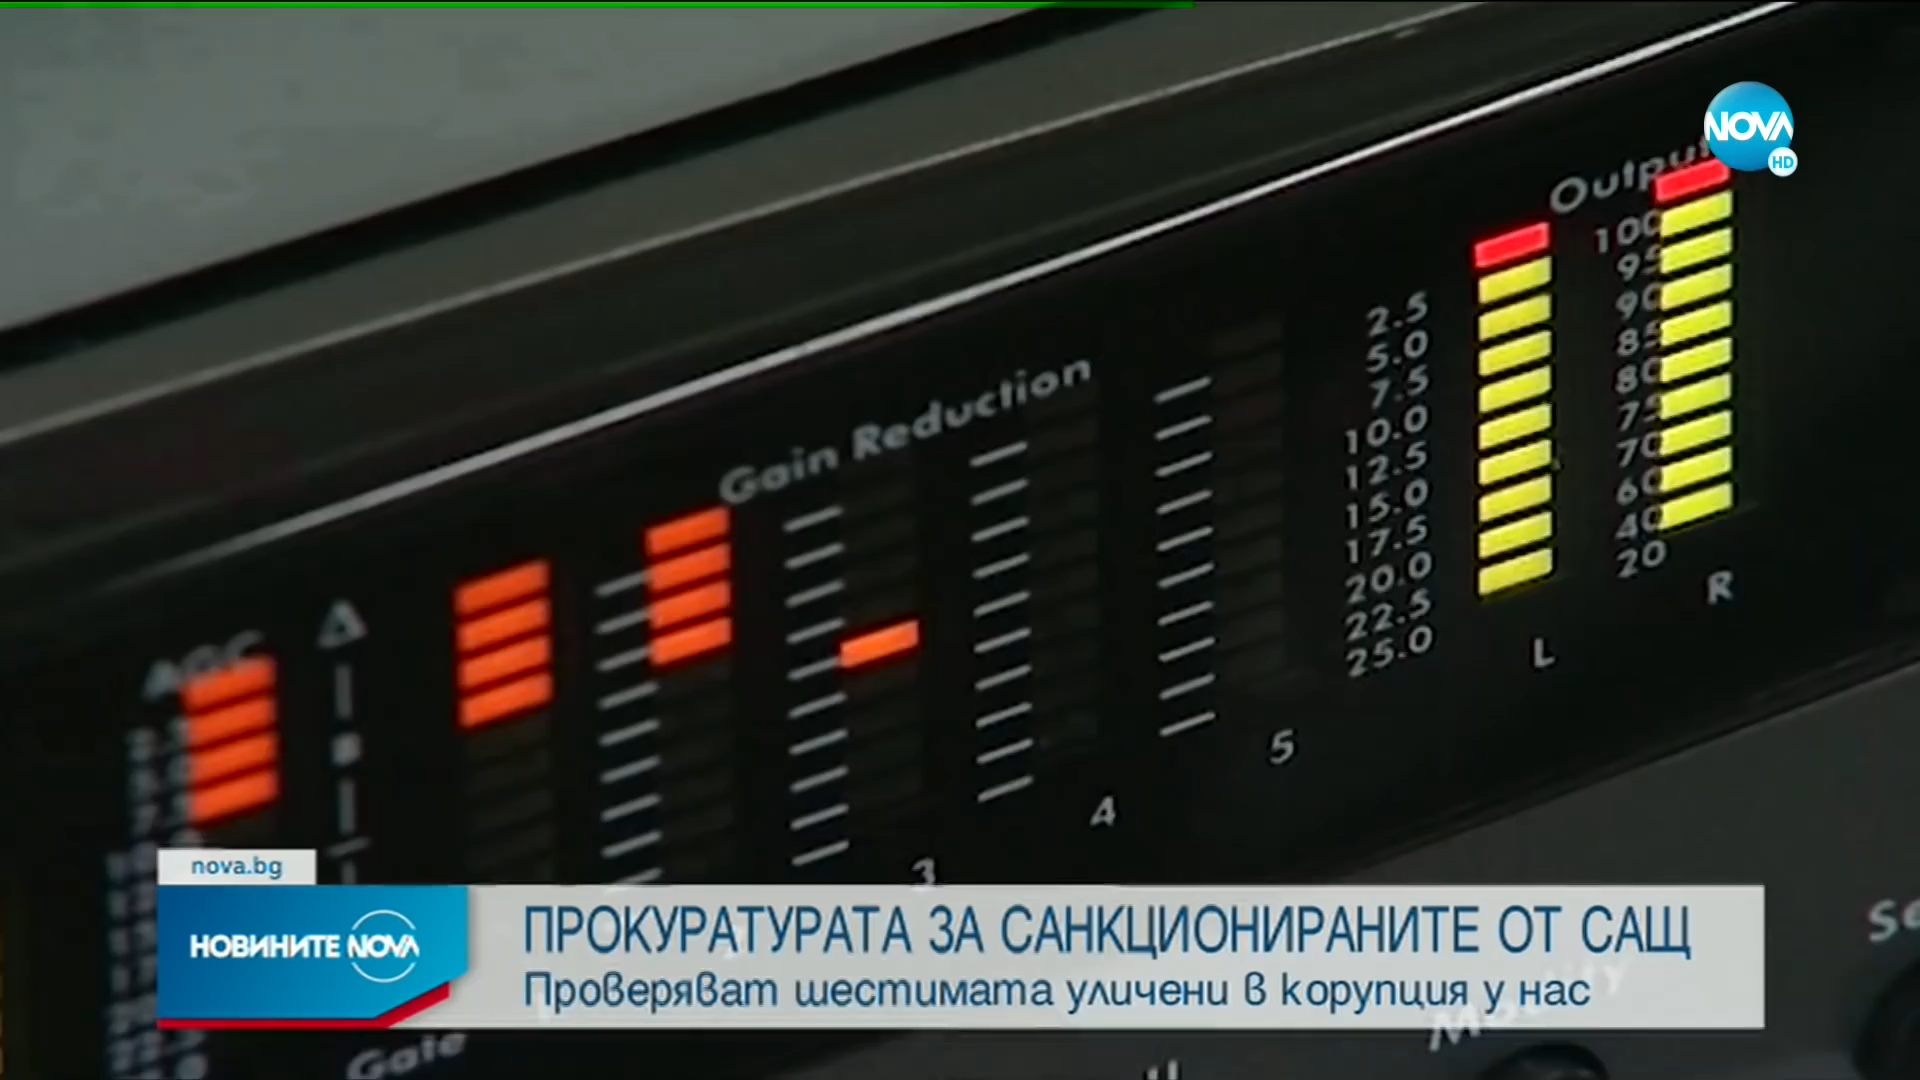 NOVA
HD
Output
100
95
90
85
80
75
70
60
40
20
2.5
5.0
7.5
10.0
12.5
15.0
17.5
20.0
22.5
25.0
Gain Reduction
AGC
B
L
R
5
4
3
Gate
nova.bg
НОВИНИТЕ NOVA
ПРОКУРАТУРАТА ЗА САНКЦИОНИРАНИТЕ ОТ САЩ
Проверяват шестимата уличени в корупция у нас